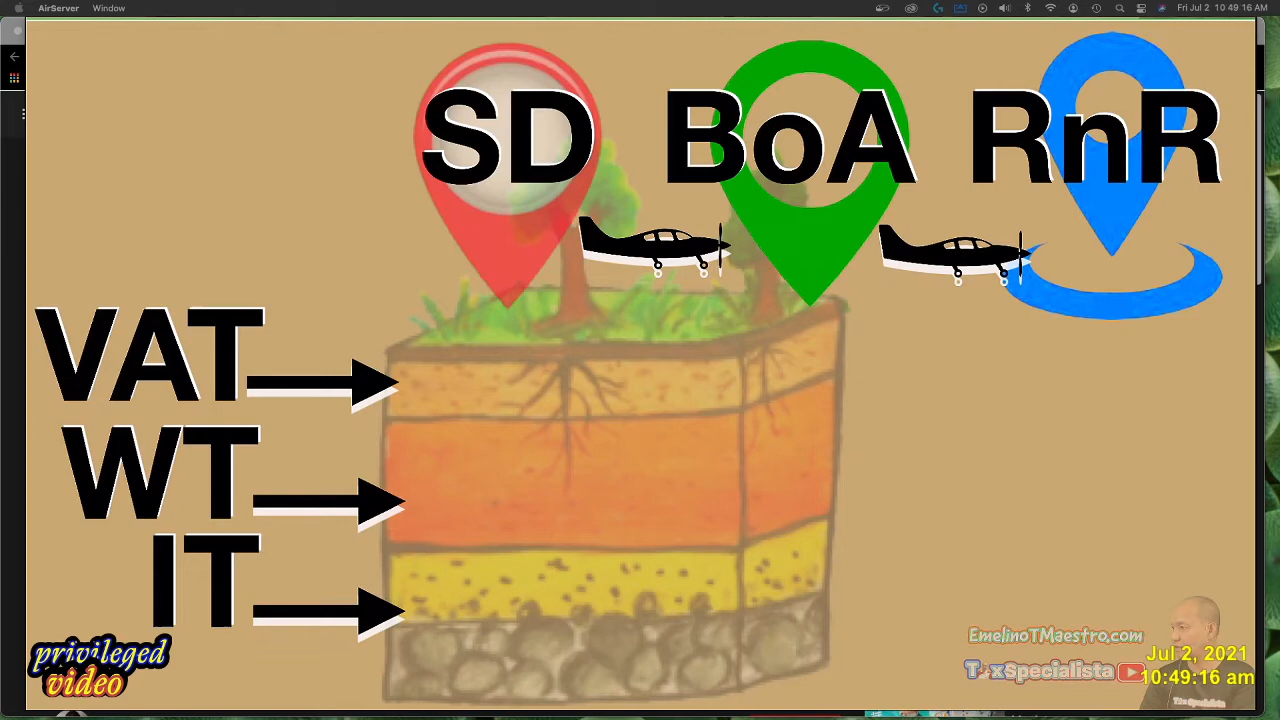 AirServer Window
Fri Jul 2 10:49:16 AM
SD BoA RnR
VAT
WT
IT
privileged
video
EmelinoTMaestro.com
TaxSpecialista
Jul 2, 2021
10:49:16 am